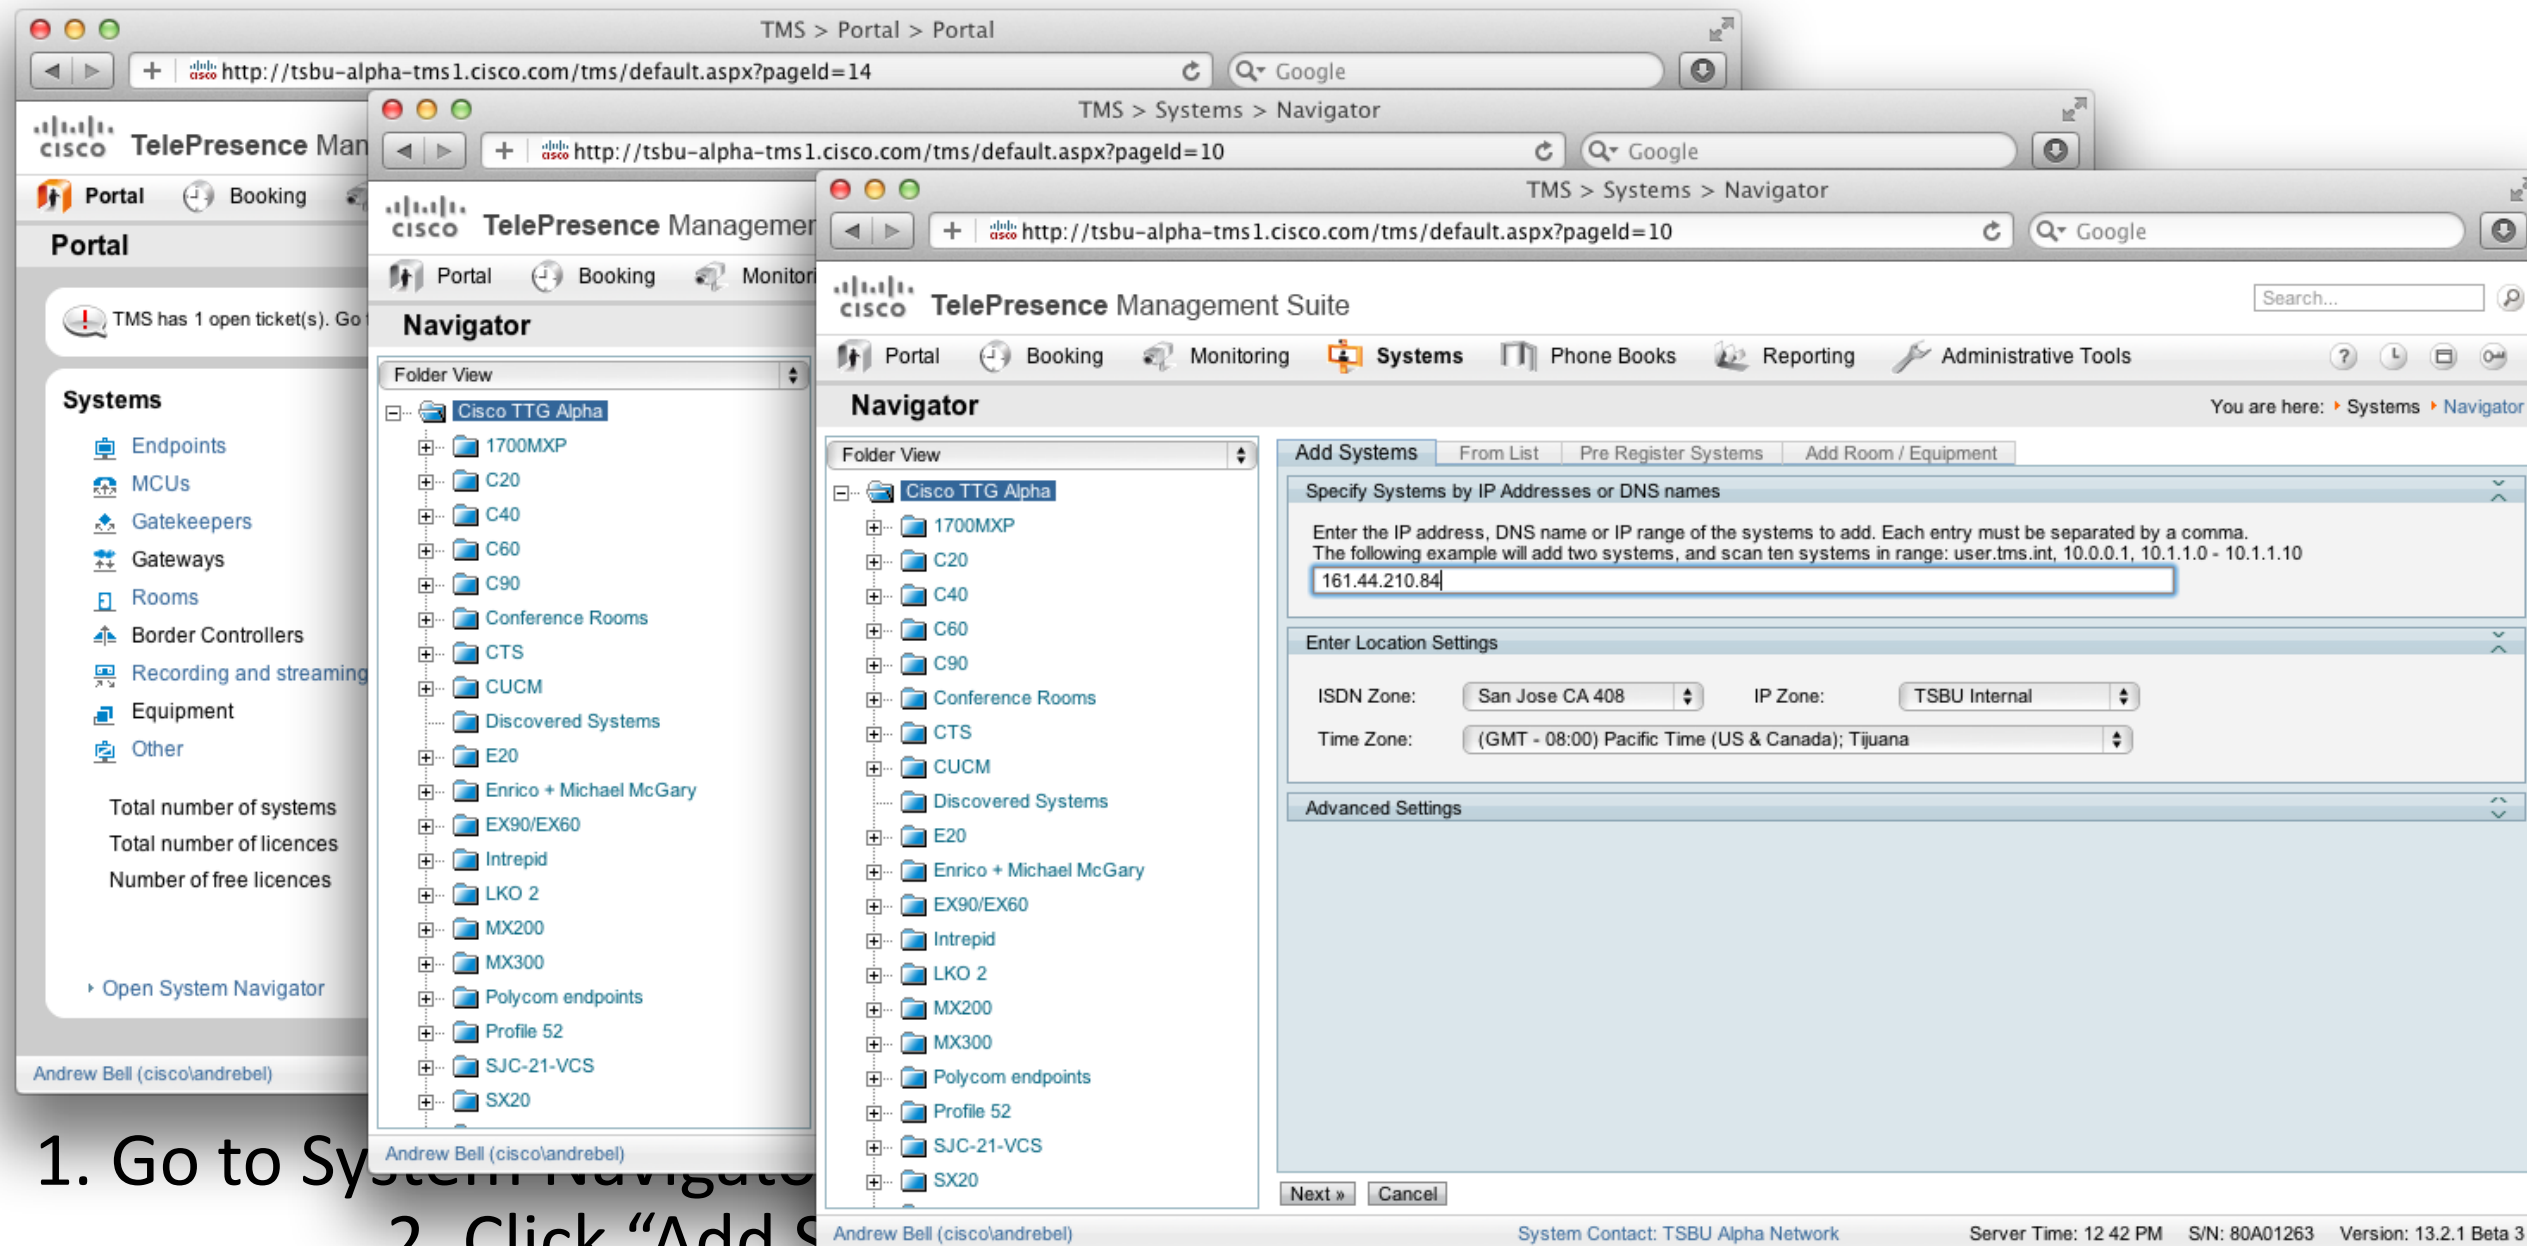 TMS > Portal > Portal
http://tsbu-alpha-tms1.cisco.com/tms/default.aspx?pageId=14
Google
CISCO TelePresence
Portal Booking
Portal
TMS has 1 open ticket(s). Go
Systems
Endpoints
MCUs
Gatekeepers
Gateways
Rooms
Border Controllers
Recording and streaming
Equipment
Other
Total number of systems
Total number of licences
Number of free licences
Open System Navigator
Andrew Bell (cisco\andrebel)
TMS > Systems > Navigator
http://tsbu-alpha-tms1.cisco.com/tms/default.aspx?pageId=10
Google
CISCO TelePresence
Portal Booking
Navigator
Folder View
Cisco TTG Alpha
1700MXP
C20
C40
C60
C90
Conference Rooms
CTS
CUCM
Discovered Systems
E20
Enrico + Michael McGary
EX90/EX60
Intrepid
LKO 2
MX200
MX300
Polycom endpoints
Profile 52
SJC-21-VCS
SX20
Andrew Bell (cisco\andrebel)
TMS > Systems > Navigator
http://tsbu-alpha-tms1.cisco.com/tms/default.aspx?pageId=10
Google
CISCO TelePresence Management Suite
Search...
Portal Booking Monitoring Systems Phone Books Reporting Administrative Tools
Navigator
You are here: Systems Navigator
Folder View
Cisco TTG Alpha
1700MXP
C20
C40
C60
C90
Conference Rooms
CTS
CUCM
Discovered Systems
E20
Enrico + Michael McGary
EX90/EX60
Intrepid
LKO 2
MX200
MX300
Polycom endpoints
Profile 52
SJC-21-VCS
SX20
Add Systems From List Pre Register Systems Add Room / Equipment
Specify Systems by IP Addresses or DNS names
Enter the IP address, DNS name or IP range of the systems to add. Each entry must be separated by a comma.
The following example will add two systems, and scan ten systems in range: user.tms.int, 10.0.0.1, 10.1.1.0 - 10.1.1.10
161.44.210.84
Enter Location Settings
ISDN Zone: San Jose CA 408 IP Zone: TSBU Internal
Time Zone: (GMT - 08:00) Pacific Time (US & Canada); Tijuana
Advanced Settings
Next » Cancel
Andrew Bell (cisco\andrebel) System Contact: TSBU Alpha Network Server Time: 12 42 PM S/N: 80A01263 Version: 13.2.1 Beta 3
1. Go to System Navigator
2. Click “Add